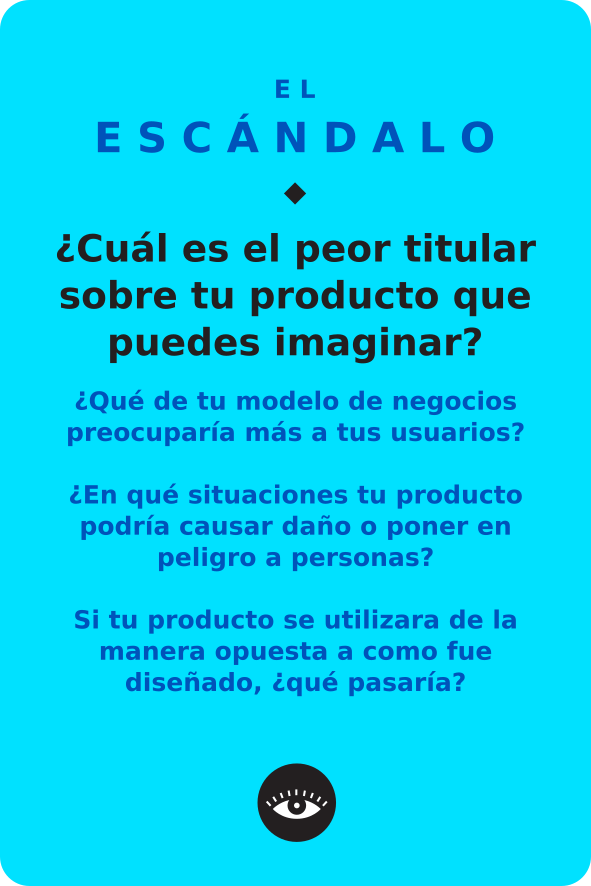 EL
ESCÁNDALO
¿Cuál es el peor titular
sobre tu producto que
puedes imaginar?
¿Qué de tu modelo de negocios
preocuparía más a tus usuarios?
¿En qué situaciones tu producto
podría causar daño o poner en
peligro a personas?
Si tu producto se utilizara de la
manera opuesta a como fue
diseñado, ¿qué pasaría?